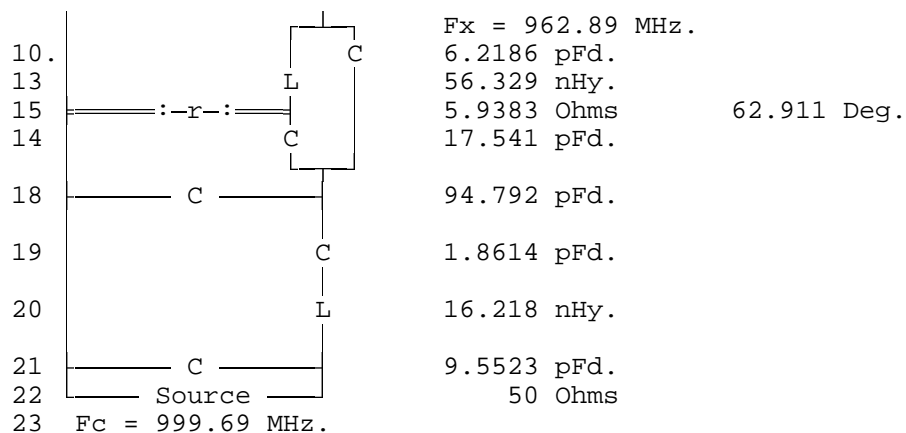 Fx = 962.89 MHz.
10. C 6.2186 pFd.
13 L 56.329 nHy.
15 :-r-: 5.9383 Ohms 62.911 Deg.
14 C 17.541 pFd.
18 C 94.792 pFd.
19 C 1.8614 pFd.
20 L 16.218 nHy.
21 C 9.5523 pFd.
22 Source 50 Ohms
23 Fc = 999.69 MHz.